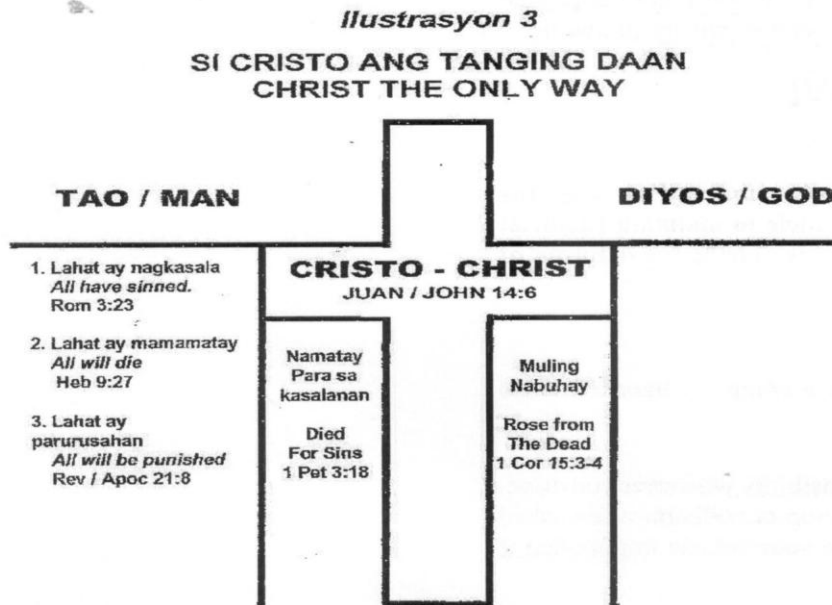 Ilustrasyon 3
SI CRISTO ANG TANGING DAAN
CHRIST THE ONLY WAY
TAO / MAN
DIYOS / GOD
CRISTO - CHRIST
JUAN / JOHN 14:6
1. Lahat ay nagkasala
All have sinned.
Rom 3:23
2. Lahat ay mamamatay
All will die
Heb 9:27
3. Lahat ay
parurusahan
All will be punished
Rev / Apoc 21:8
Namatay
Para sa
kasalanan
Died
For Sins
1 Pet 3:18
Muling
Nabuhay
Rose from
The Dead
1 Cor 15:3-4